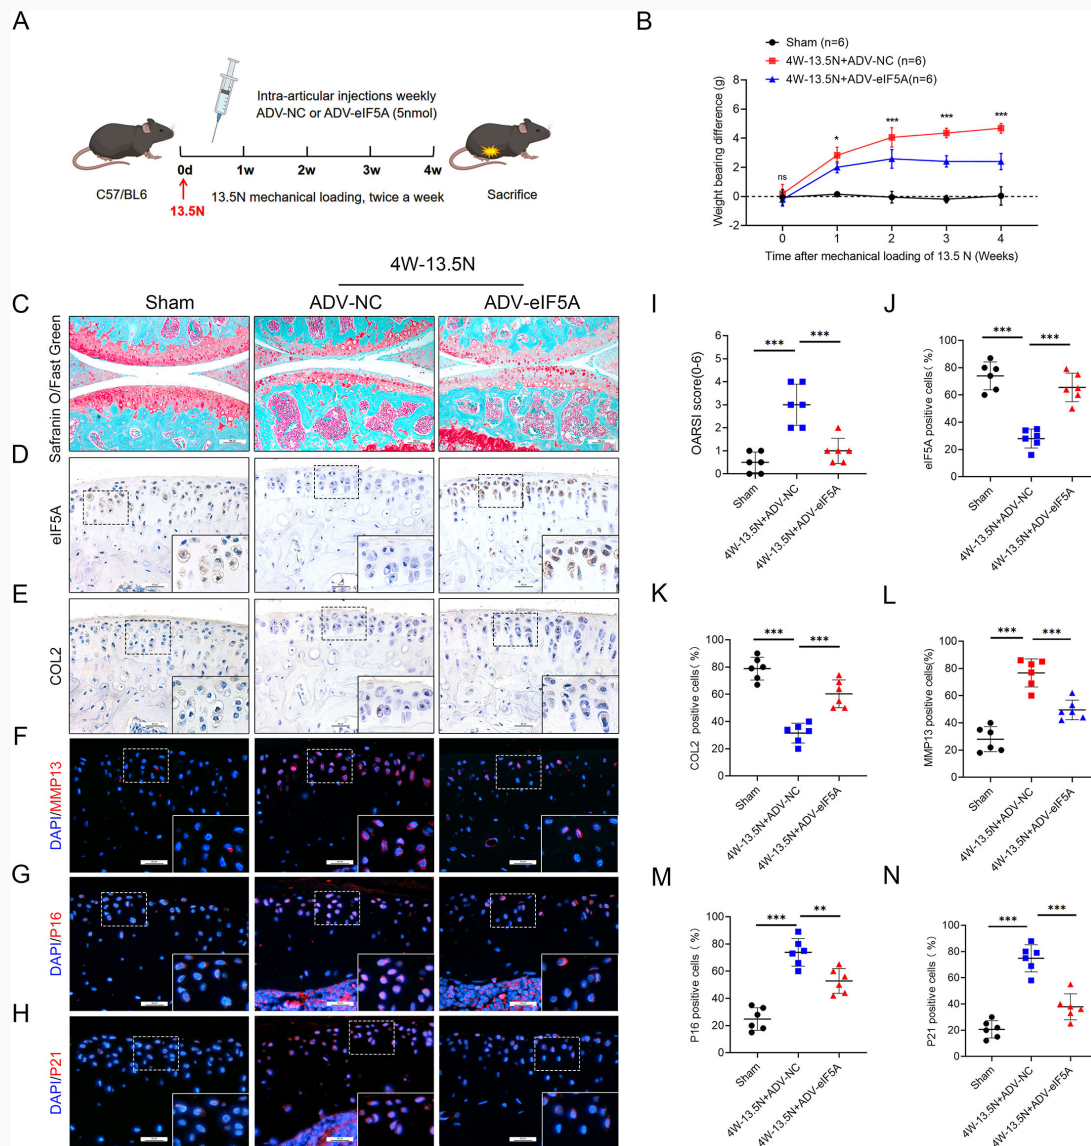 A
Intra-articular injections weekly
ADV-NC or ADV-eIF5A (5nmol)
0d 1w 2w 3w 4w
C57/BL6
13.5N mechanical loading, twice a week
Sacrifice
13.5N
B
Sham (n=6)
4W-13.5N+ADV-NC (n=6)
4W-13.5N+ADV-eIF5A(n=6)
Weight bearing difference (g)
8
6
4
2
0
-2
ns
*
***
***
***
0 1 2 3 4
Time after mechanical loading of 13.5 N (Weeks)
4W-13.5N
Sham ADV-NC ADV-eIF5A
C
Safranin O/Fast Green
D
eIF5A
E
COL2
F
DAPI/MMP13
G
DAPI/P16
H
DAPI/P21
I
OARSI score(0-6)
6
5
4
3
2
1
0
*** ***
Sham
4W-13.5N+ADV-NC
4W-13.5N+ADV-eIF5A
J
eIF5A positive cells( %)
100
80
60
40
20
0
*** ***
Sham
4W-13.5N+ADV-NC
4W-13.5N+ADV-eIF5A
K
COL2 positive cells( %)
100
80
60
40
20
0
*** ***
Sham
4W-13.5N+ADV-NC
4W-13.5N+ADV-eIF5A
L
MMP13 positive cells(%)
100
80
60
40
20
0
*** ***
Sham
4W-13.5N+ADV-NC
4W-13.5N+ADV-eIF5A
M
P16 positive cells( %)
100
80
60
40
20
0
*** **
Sham
4W-13.5N+ADV-NC
4W-13.5N+ADV-eIF5A
N
P21 positive cells( %)
100
80
60
40
20
0
*** ***
Sham
4W-13.5N+ADV-NC
4W-13.5N+ADV-eIF5A